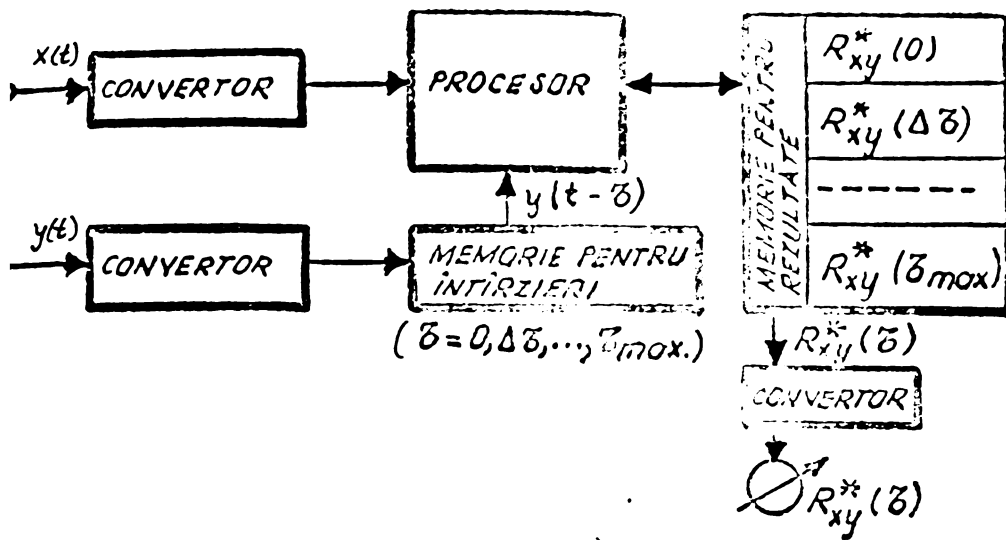 x(t)
CONVERTOR
PROCESOR
y(t - τ)
y(t)
CONVERTOR
MEMORIE PENTRU
ÎNTÎRZIERI
(τ = 0, Δτ, ..., τmax.)
MEMORIE PENTRU
REZULTATE
R*xy (0)
R*xy (Δτ)
-------
R*xy (τmax)
R*xy (τ)
CONVERTOR
R*xy (τ)